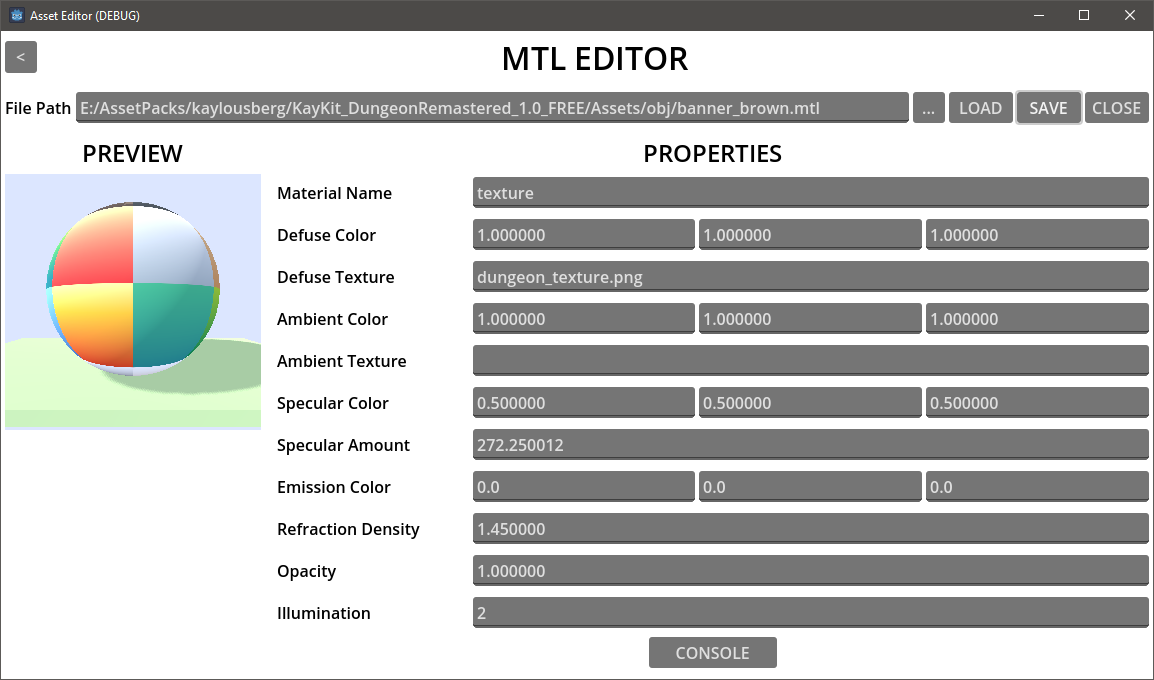 Asset Editor (DEBUG)
< MTL EDITOR
File Path E:/AssetPacks/kaylousberg/KayKit_DungeonRemastered_1.0_FREE/Assets/obj/banner_brown.mtl ... LOAD SAVE CLOSE
PREVIEW PROPERTIES
Material Name texture
Defuse Color 1.000000 1.000000 1.000000
Defuse Texture dungeon_texture.png
Ambient Color 1.000000 1.000000 1.000000
Ambient Texture
Specular Color 0.500000 0.500000 0.500000
Specular Amount 272.250012
Emission Color 0.0 0.0 0.0
Refraction Density 1.450000
Opacity 1.000000
Illumination 2
CONSOLE